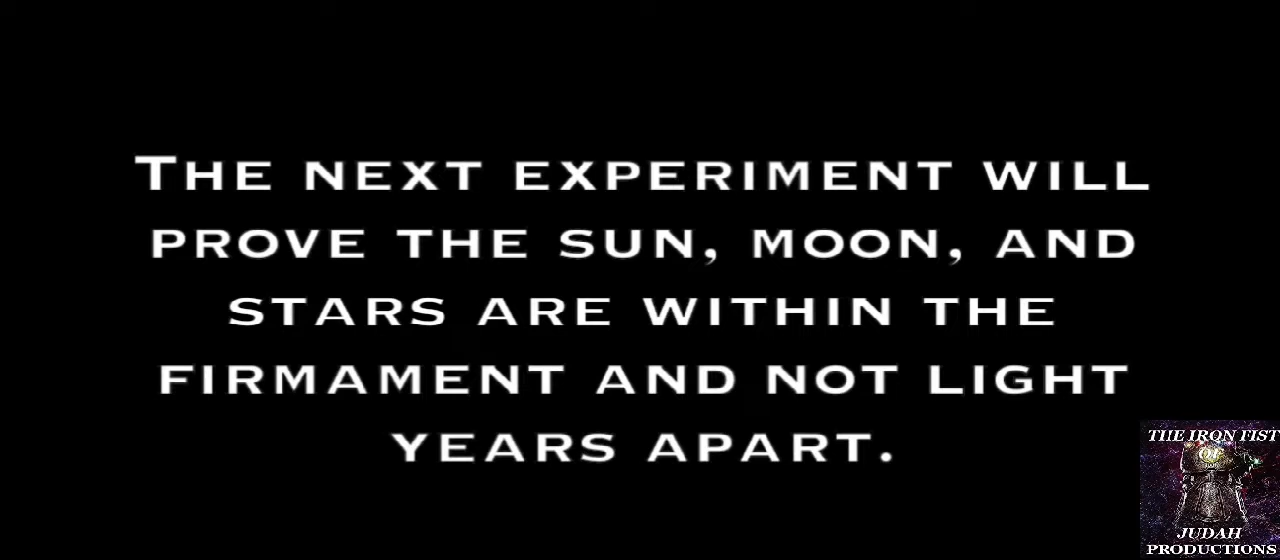 The next experiment will
prove the sun, moon, and
stars are within the
firmament and not light
years apart.
THE IRON FIST
OF
JUDAH
PRODUCTIONS